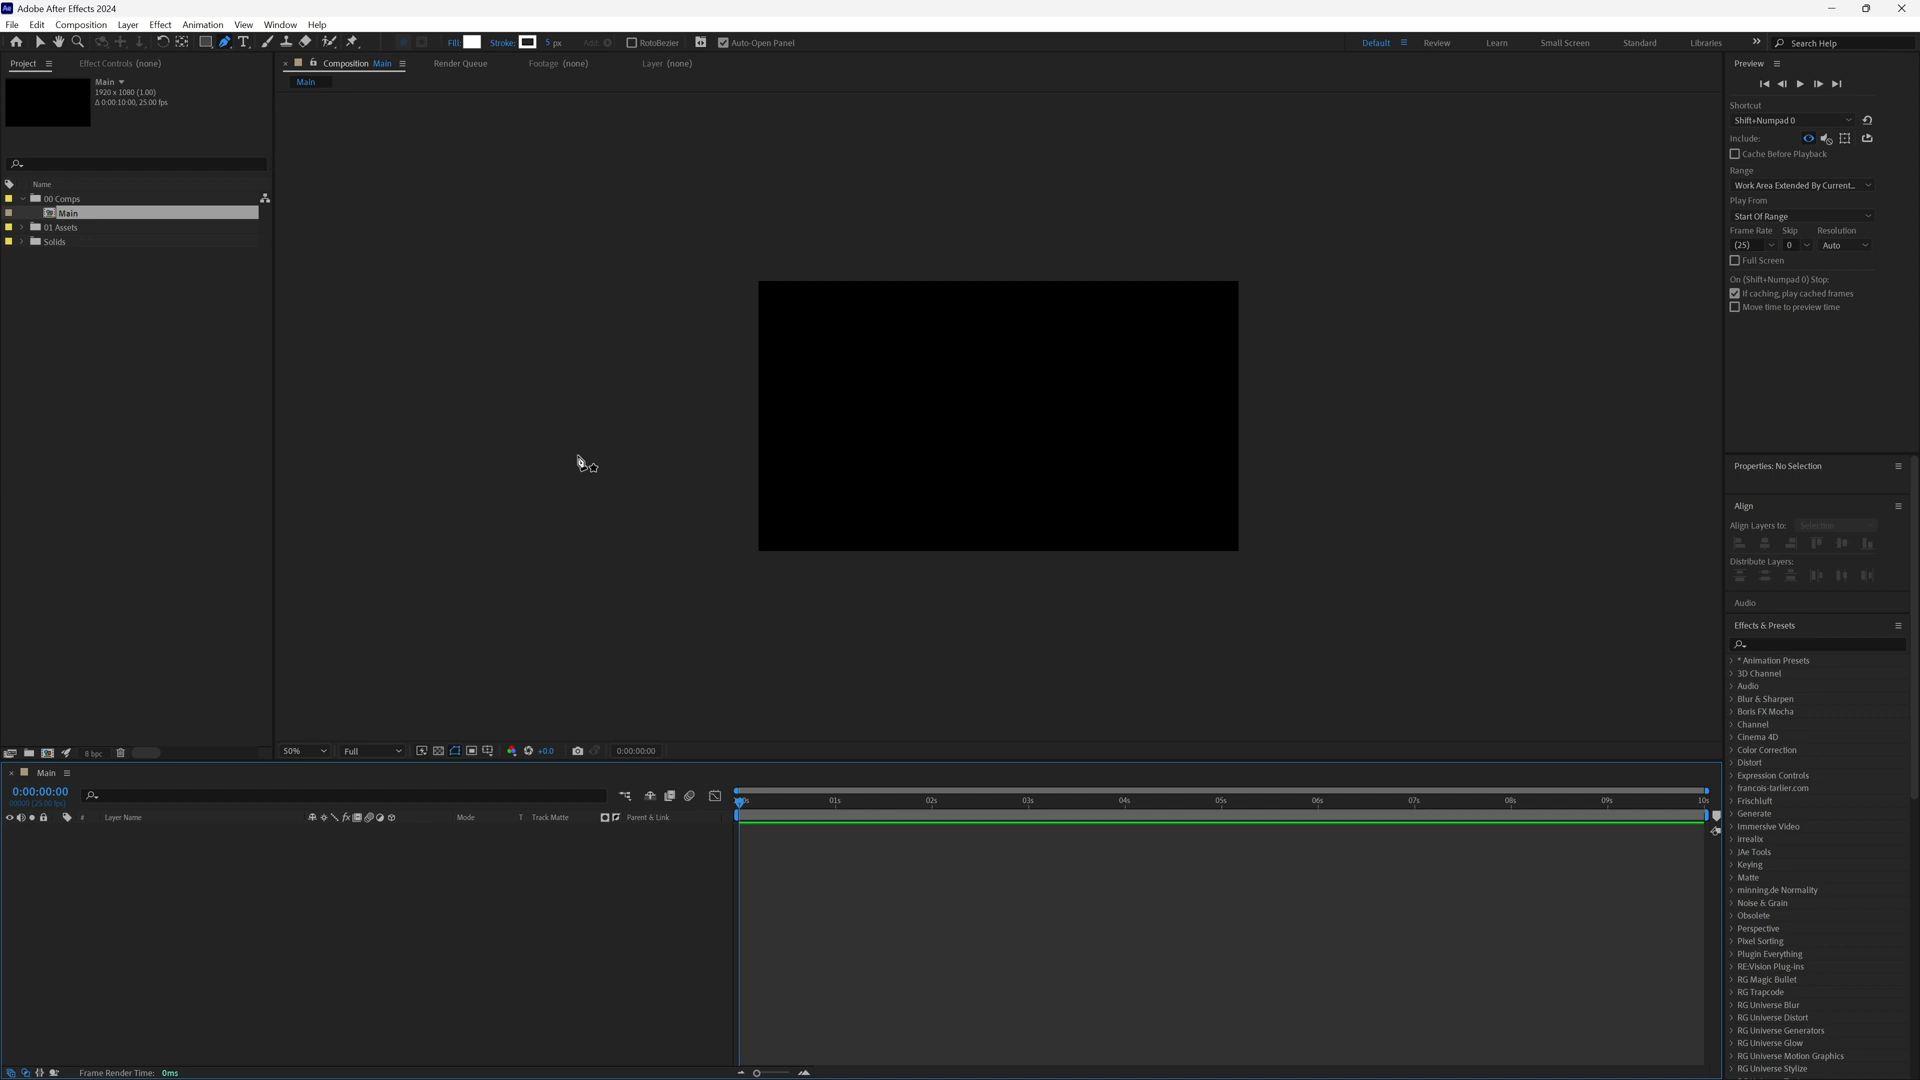 Adobe After Effects 2024
File Edit Composition Layer Effect Animation View Window Help
Fill: Stroke: 5 px Add: RotoBezier Auto-Open Panel Default Review Learn Small Screen Standard Libraries Search Help
Project Effect Controls (none)
Main
1920 x 1080 (1.00)
Δ 0:00:10:00, 25.00 fps
Name
00 Comps
Main
01 Assets
Solids
8 bpc
Composition Main Render Queue Footage (none) Layer (none)
Main
50% Full +0.0 0:00:00:00
Preview
Shortcut
Shift+Numpad 0
Include:
Cache Before Playback
Range
Work Area Extended By Current...
Play From
Start Of Range
Frame Rate Skip Resolution
(25) 0 Auto
Full Screen
On (Shift+Numpad 0) Stop:
If caching, play cached frames
Move time to preview time
Properties: No Selection
Align
Align Layers to: Selection
Distribute Layers:
Audio
Effects & Presets
* Animation Presets
3D Channel
Audio
Blur & Sharpen
Boris FX Mocha
Channel
Cinema 4D
Color Correction
Distort
Expression Controls
francois-tarlier.com
Frischluft
Generate
Immersive Video
irrealix
JAe Tools
Keying
Matte
minning.de Normality
Noise & Grain
Obsolete
Perspective
Pixel Sorting
Plugin Everything
RE:Vision Plug-ins
RG Magic Bullet
RG Trapcode
RG Universe Blur
RG Universe Distort
RG Universe Generators
RG Universe Glow
RG Universe Motion Graphics
RG Universe Stylize
Main
0:00:00:00
00000 (25.00 fps)
01s 02s 03s 04s 05s 06s 07s 08s 09s 10s
# Layer Name Mode T Track Matte Parent & Link
Frame Render Time: 0ms